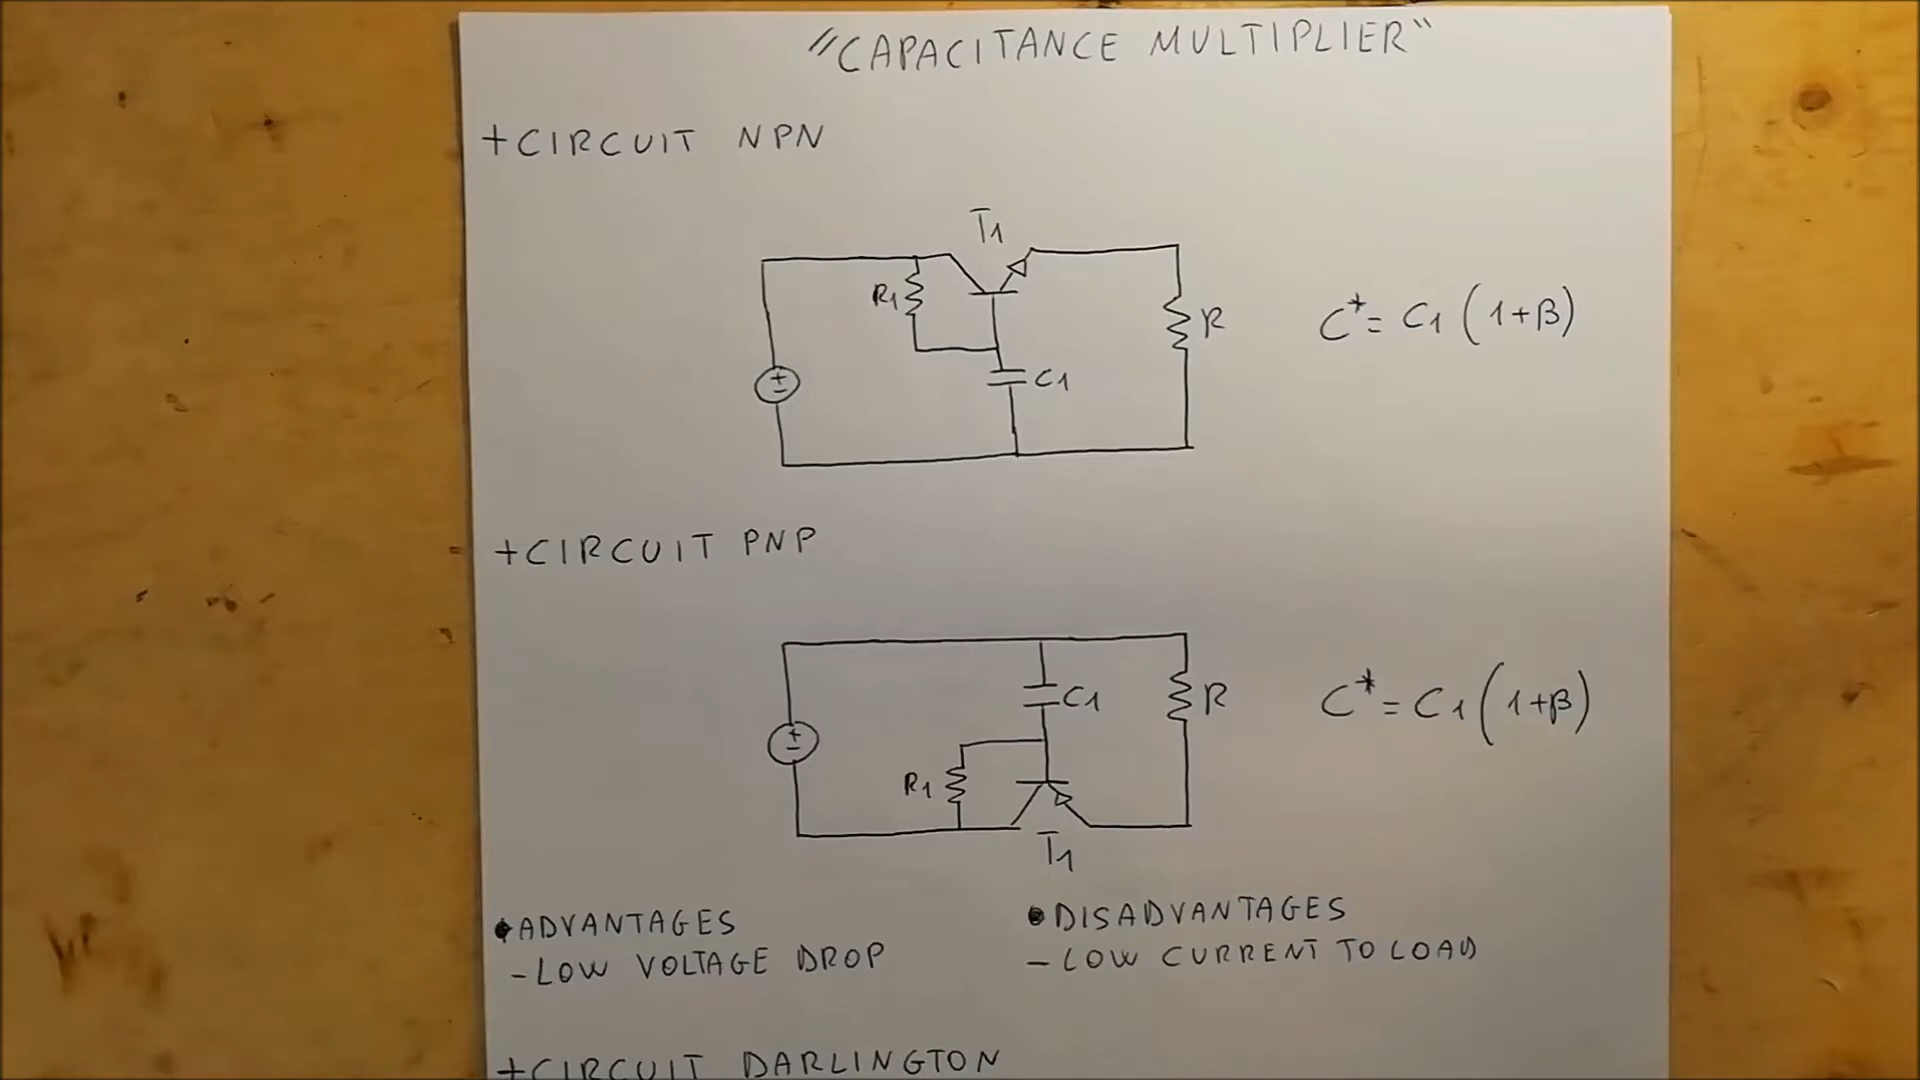 "CAPACITANCE MULTIPLIER"
+CIRCUIT NPN
T1
R1
R
C* = C1 (1+β)
±
C1
+CIRCUIT PNP
C1
R
C* = C1 (1+β)
±
R1
T1
•ADVANTAGES
-LOW VOLTAGE DROP
•DISADVANTAGES
-LOW CURRENT TO LOAD
+CIRCUIT DARLINGTON